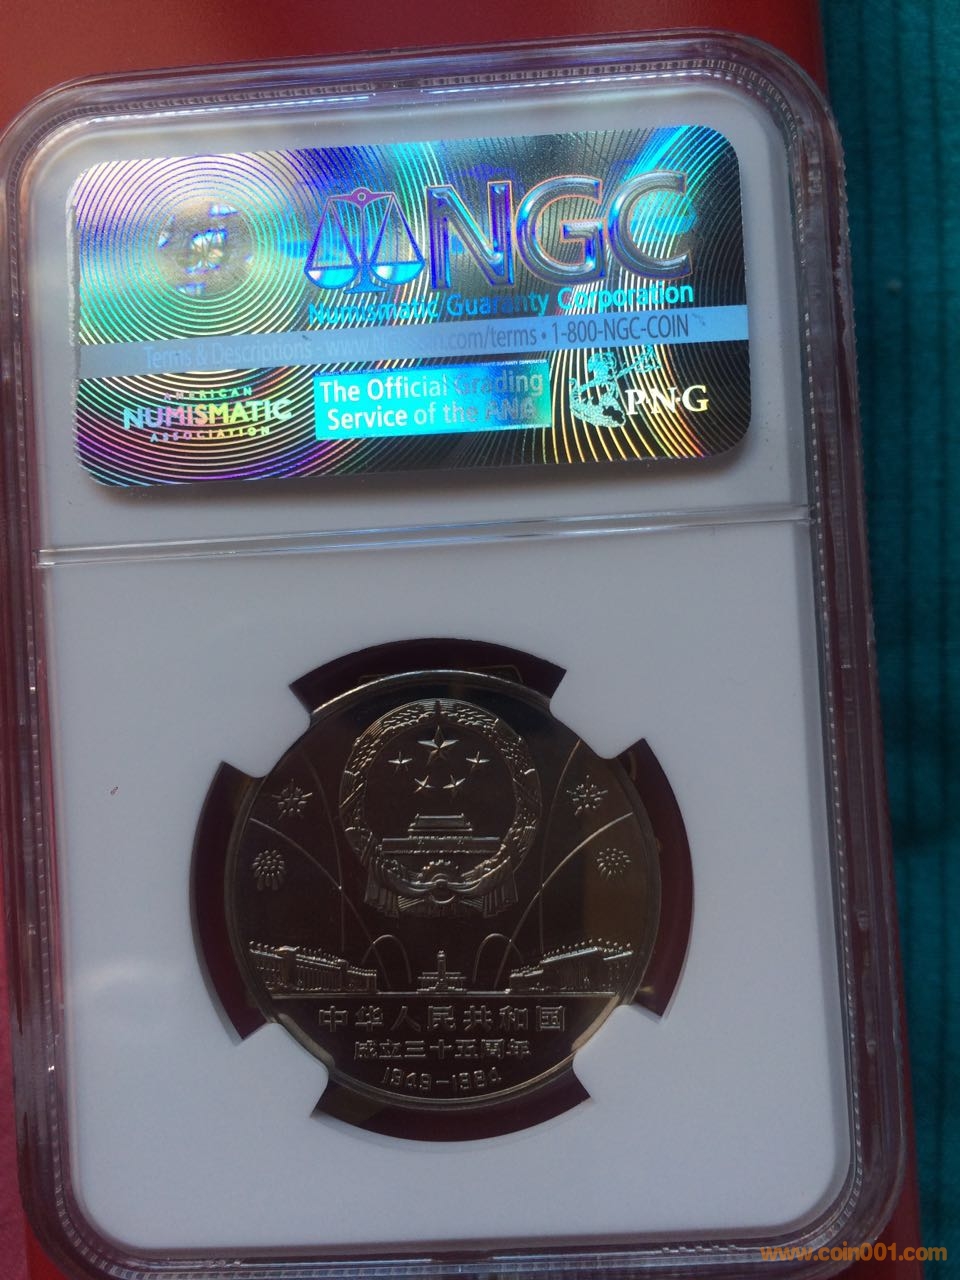 NGC
Numismatic Guaranty Corporation
Terms & Descriptions - www. .com/terms • 1-800-NGC-COIN
AMERICAN
NUMISMATIC
ASSOCIATION
The Official Grading
Service of the ANA
P·N·G
中华人民共和国
成立三十五周年
1949-1984
www.coin001.com